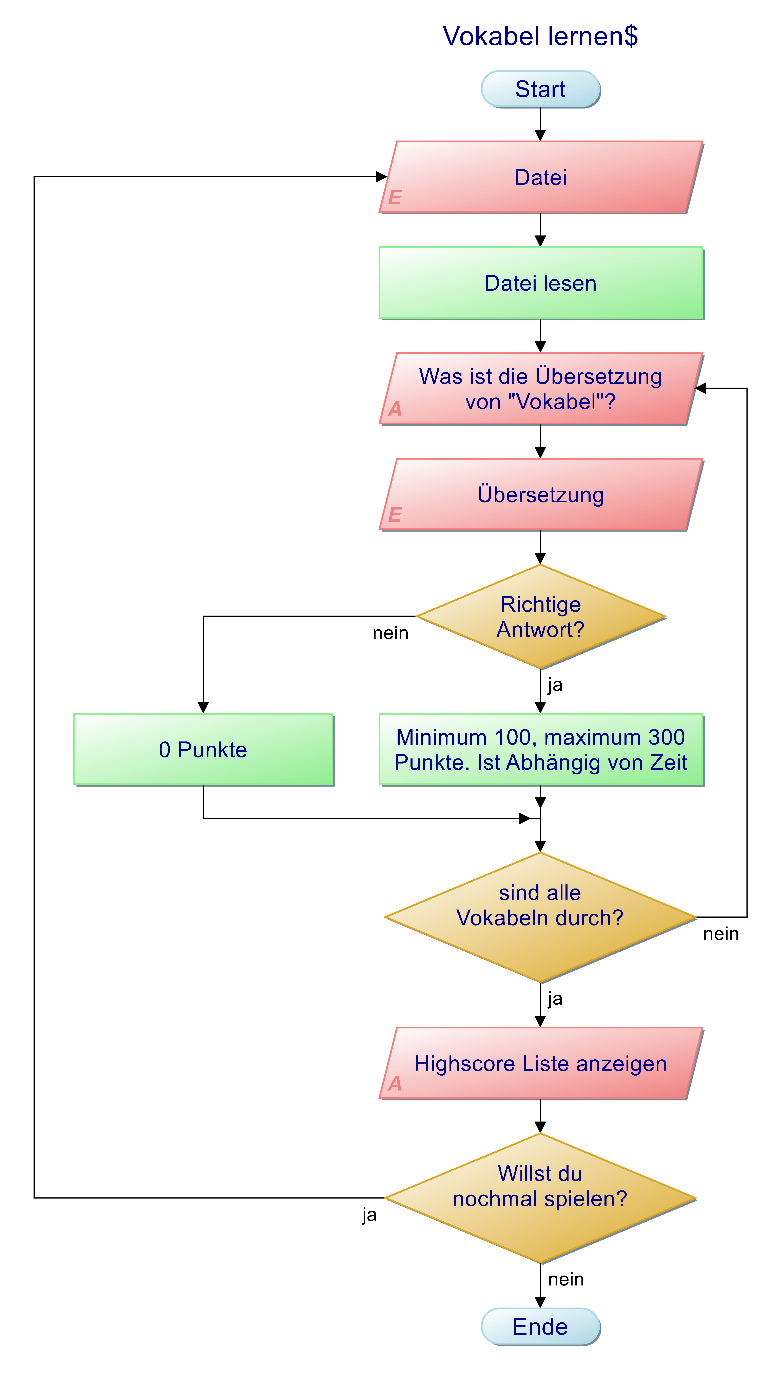 Vokabel lernen$
Start
Datei
E
Datei lesen
Was ist die Übersetzung
von "Vokabel"?
A
Übersetzung
E
Richtige
Antwort?
nein
ja
0 Punkte
Minimum 100, maximum 300
Punkte. Ist Abhängig von Zeit
sind alle
Vokabeln durch?
nein
ja
Highscore Liste anzeigen
A
Willst du
nochmal spielen?
ja
nein
Ende